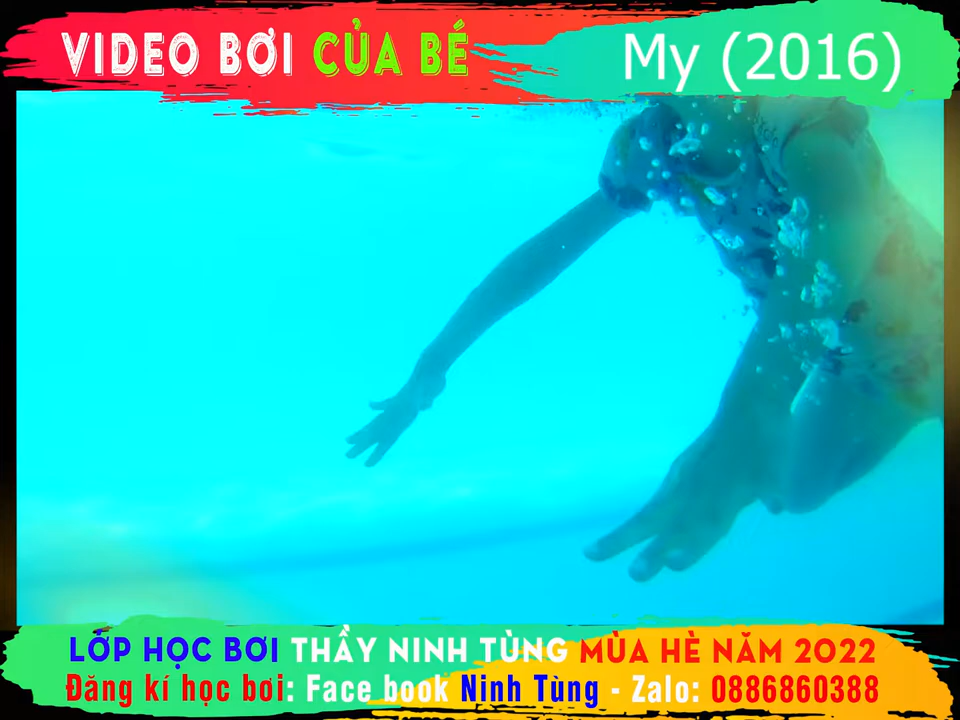 VIDEO BƠI CỦA BÉ
My (2016)
LỚP HỌC BƠI THẦY NINH TÙNG MÙA HÈ NĂM 2022
Đăng kí học bơi: Face book Ninh Tùng - Zalo: 0886860388